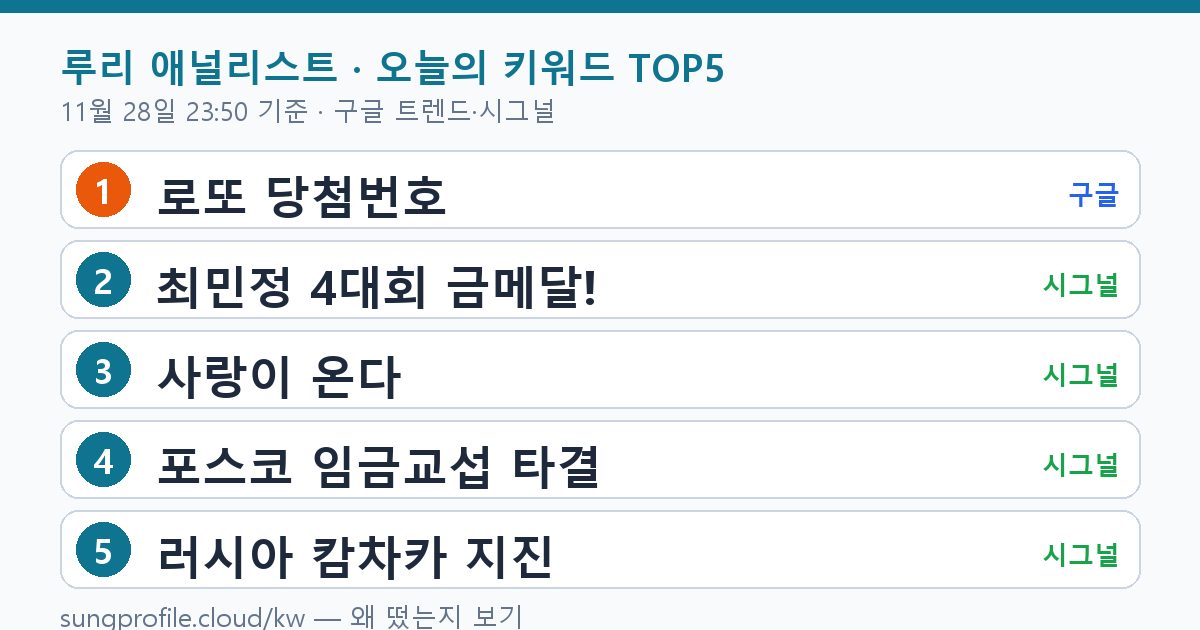 루리 애널리스트 · 오늘의 키워드 TOP5
11월 28일 23:50 기준 · 구글 트렌드·시그널
1 로또 당첨번호 구글
2 최민정 4대회 금메달! 시그널
3 사랑이 온다 시그널
4 포스코 임금교섭 타결 시그널
5 러시아 캄차카 지진 시그널
sungprofile.cloud/kw — 왜 떴는지 보기